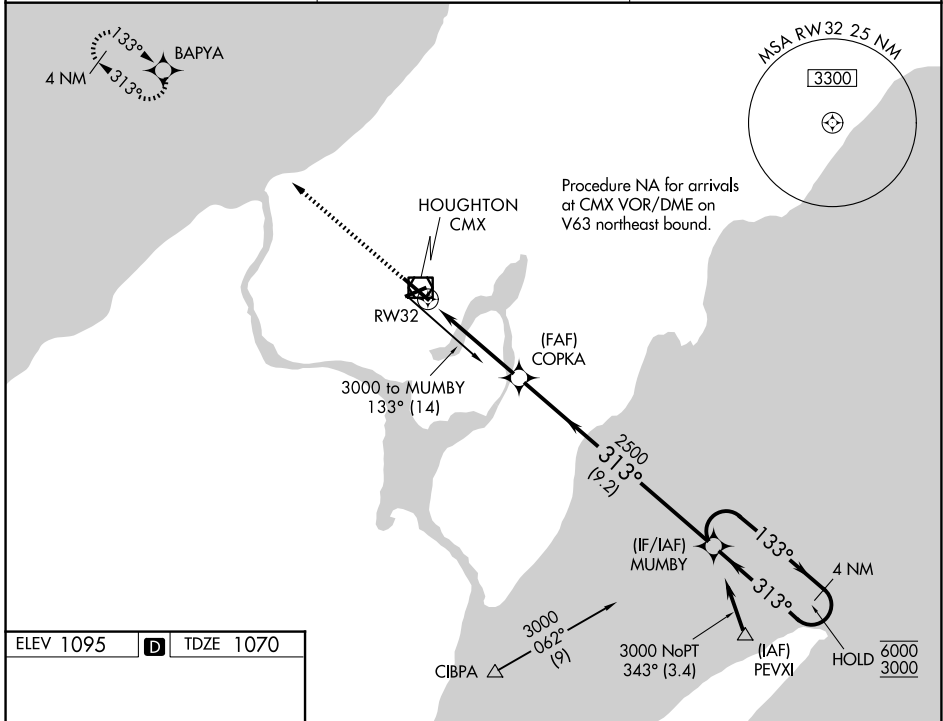 133°
BAPYA
4 NM
313°
MSA RW32 25 NM
3300
Procedure NA for arrivals
at CMX VOR/DME on
V63 northeast bound.
HOUGHTON
CMX
RW32
(FAF)
COPKA
3000 to MUMBY
133° (14)
2500
313°
(9.2)
(IF/IAF)
MUMBY
133°
4 NM
313°
3000
062°
(9)
CIBPA
3000 NoPT
343° (3.4)
(IAF)
PEVXI
HOLD
6000
3000
ELEV 1095 D TDZE 1070